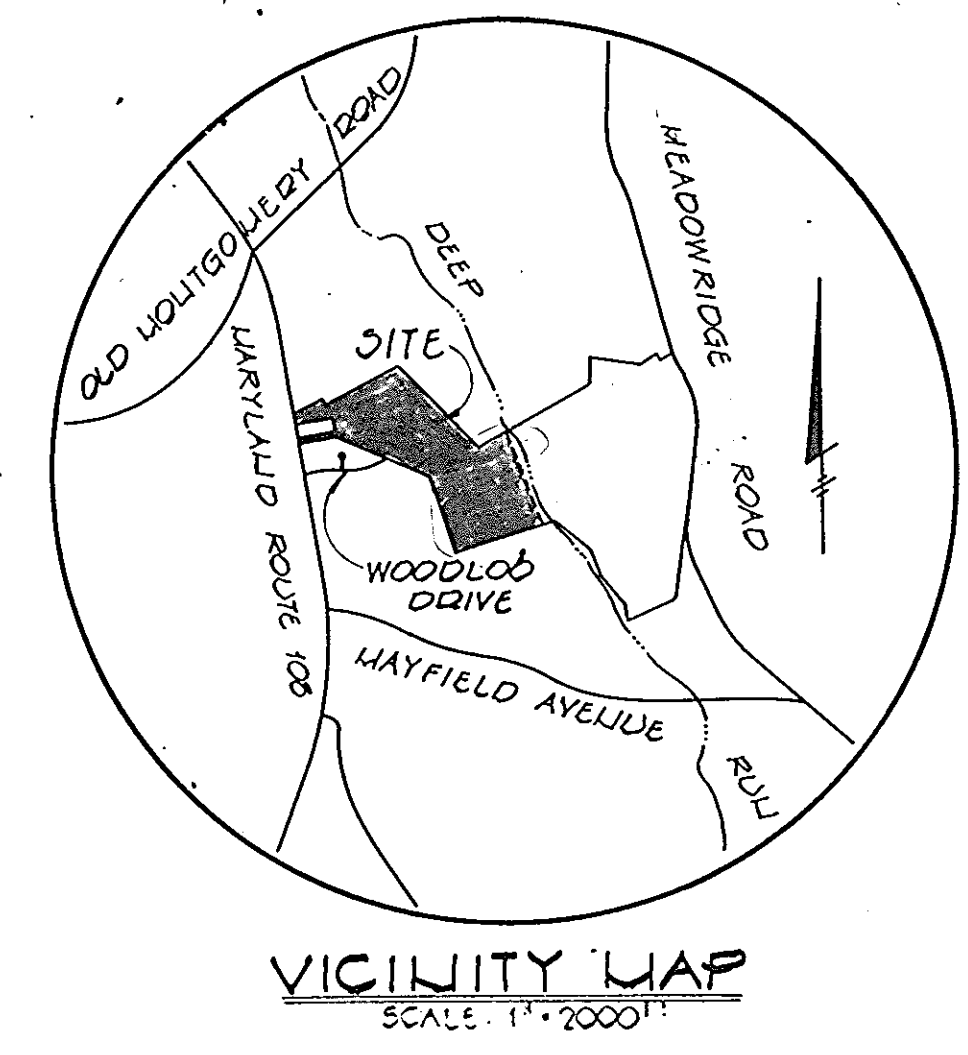 OLD MONTGOMERY ROAD
DEEP
MEADOWRIDGE
ROAD
SITE
MARYLAND ROUTE 108
WOODLOT
DRIVE
MAYFIELD AVENUE
RUN
VICINITY MAP
SCALE: 1" = 2000'